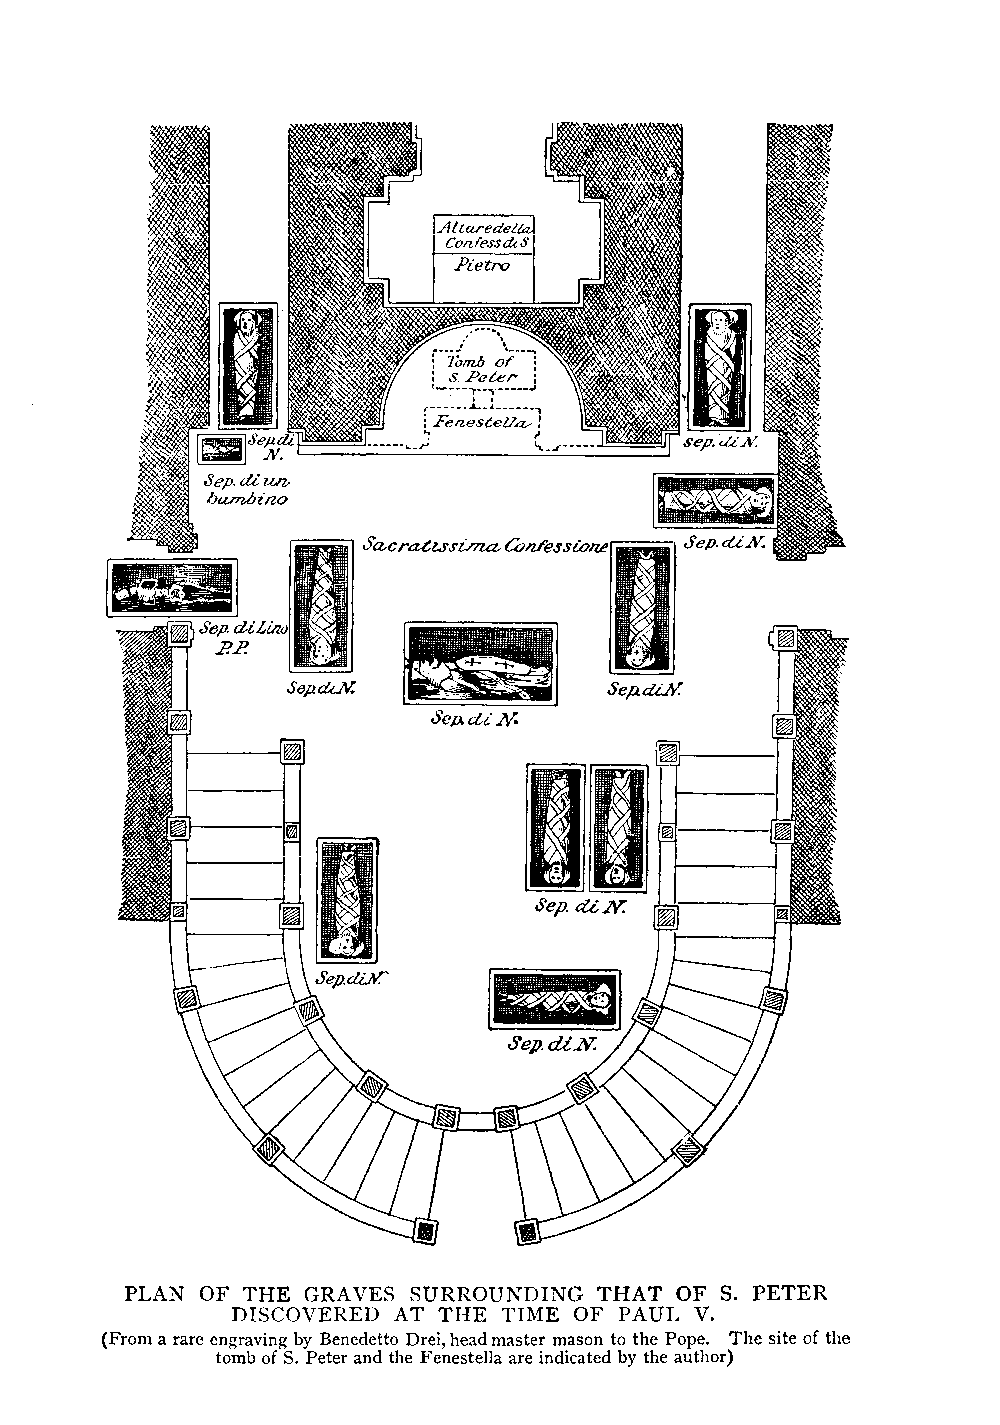 Altare della
Confess di S
Pietro
Tomb of
S. Peter
Fenestella
Sep. di
N.
Sep. di N.
Sep. di un
bambino
Sacratissima Confessione
Sep. di N.
Sep. di Lino
P.P.
Sep. di N.
Sep. di N.
Sep. di N.
Sep. di N.
Sep. di N.
Sep. di N.
PLAN OF THE GRAVES SURROUNDING THAT OF S. PETER
DISCOVERED AT THE TIME OF PAUL V.
(From a rare engraving by Benedetto Drei, head master mason to the Pope. The site of the
tomb of S. Peter and the Fenestella are indicated by the author)